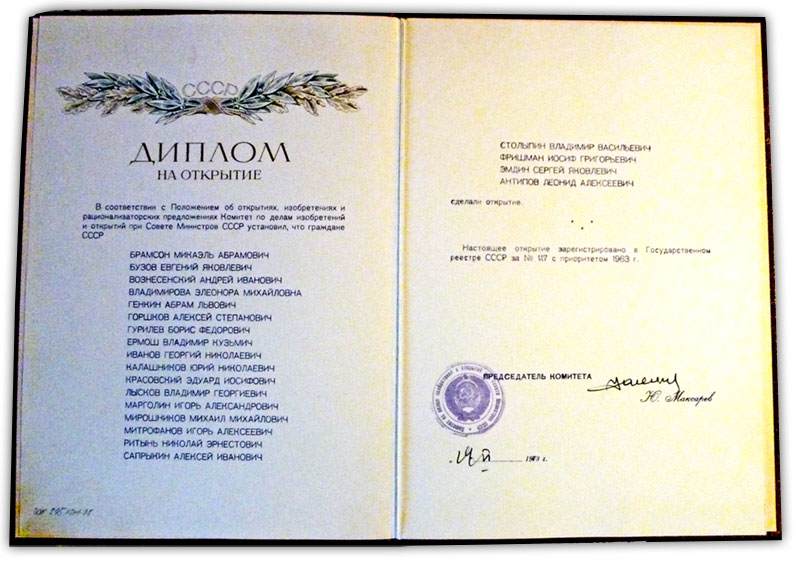 СССР
ДИПЛОМ
НА ОТКРЫТИЕ
В соответствии с Положением об открытиях, изобретениях и
рационализаторских предложениях Комитет по делам изобретений
и открытий при Совете Министров СССР установил, что граждане
СССР
БРАМСОН МИКАЭЛЬ АБРАМОВИЧ
БУЗОВ ЕВГЕНИЙ ЯКОВЛЕВИЧ
ВОЗНЕСЕНСКИЙ АНДРЕЙ ИВАНОВИЧ
ВЛАДИМИРОВА ЭЛЕОНОРА МИХАЙЛОВНА
ГЕНКИН АБРАМ ЛЬВОВИЧ
ГОРШКОВ АЛЕКСЕЙ СТЕПАНОВИЧ
ГУРИЛЕВ БОРИС ФЕДОРОВИЧ
ЕРМОШ ВЛАДИМИР КУЗЬМИЧ
ИВАНОВ ГЕОРГИЙ НИКОЛАЕВИЧ
КАЛАШНИКОВ ЮРИЙ НИКОЛАЕВИЧ
КРАСОВСКИЙ ЭДУАРД ИОСИФОВИЧ
ЛЫСКОВ ВЛАДИМИР ГЕОРГИЕВИЧ
МАРГОЛИН ИГОРЬ АЛЕКСАНДРОВИЧ
МИРОШНИКОВ МИХАИЛ МИХАЙЛОВИЧ
МИТРОФАНОВ ИГОРЬ АЛЕКСЕЕВИЧ
РИТЫНЬ НИКОЛАЙ ЭРНЕСТОВИЧ
САПРЫКИН АЛЕКСЕЙ ИВАНОВИЧ
СТОЛЫПИН ВЛАДИМИР ВАСИЛЬЕВИЧ
ФРИШМАН ИОСИФ ГРИГОРЬЕВИЧ
ЭМДИН СЕРГЕЙ ЯКОВЛЕВИЧ
АНТИПОВ ЛЕОНИД АЛЕКСЕЕВИЧ
сделали открытие.
Настоящее открытие зарегистрировано в Государственном
реестре СССР за № 117 с приоритетом 1963 г.
ПРЕДСЕДАТЕЛЬ КОМИТЕТА
Ю. Максарев
1973 г.